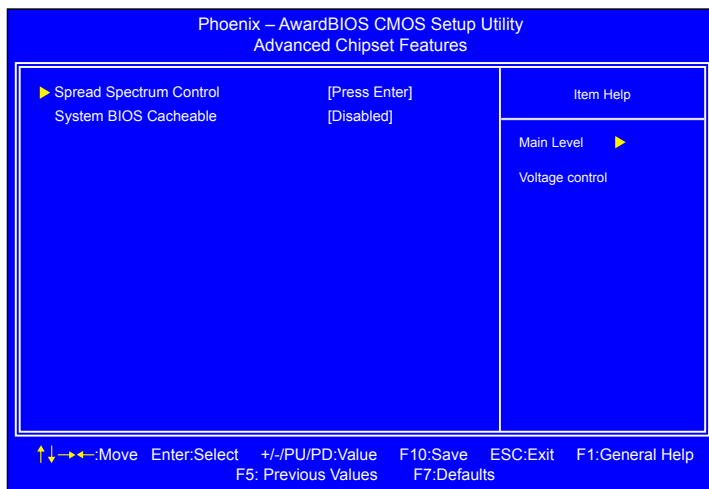 Phoenix – AwardBIOS CMOS Setup Utility
Advanced Chipset Features
Spread Spectrum Control [Press Enter]
System BIOS Cacheable [Disabled]
Item Help
Main Level
Voltage control
↑↓→←:Move Enter:Select +/-/PU/PD:Value F10:Save ESC:Exit F1:General Help
F5: Previous Values F7:Defaults